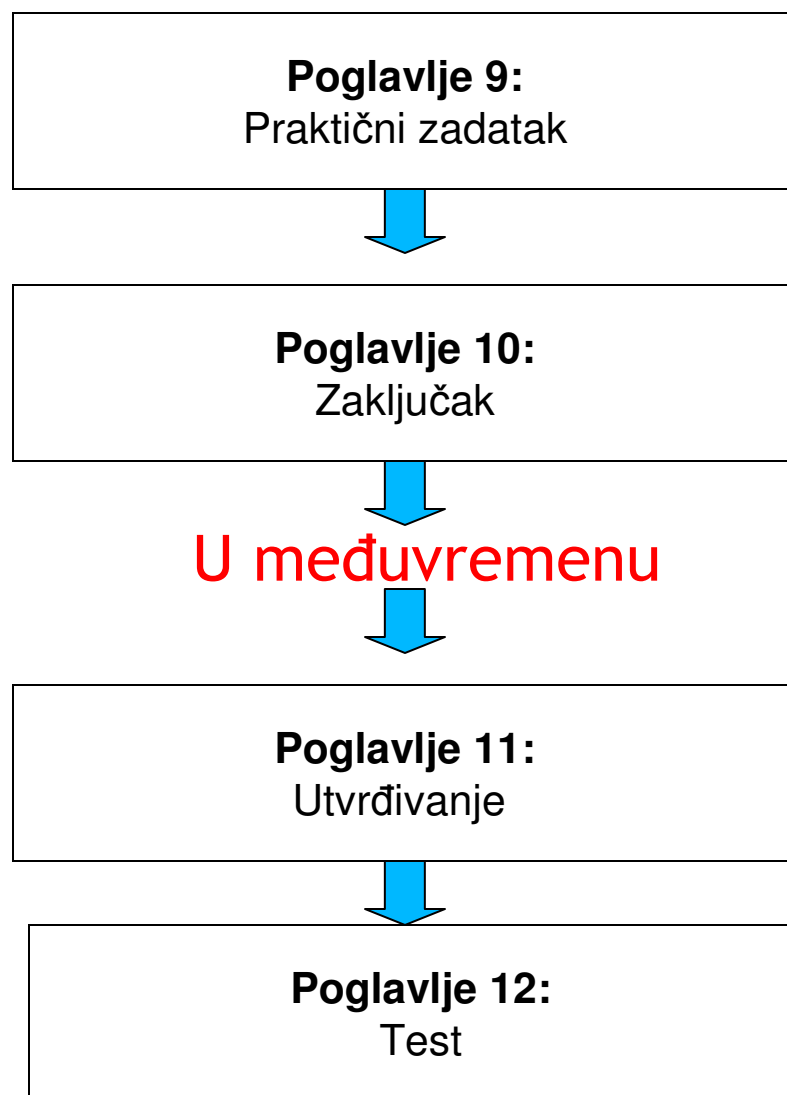 Poglavlje 9:
Praktični zadatak
Poglavlje 10:
Zaključak
U međuvremenu
Poglavlje 11:
Utvrđivanje
Poglavlje 12:
Test